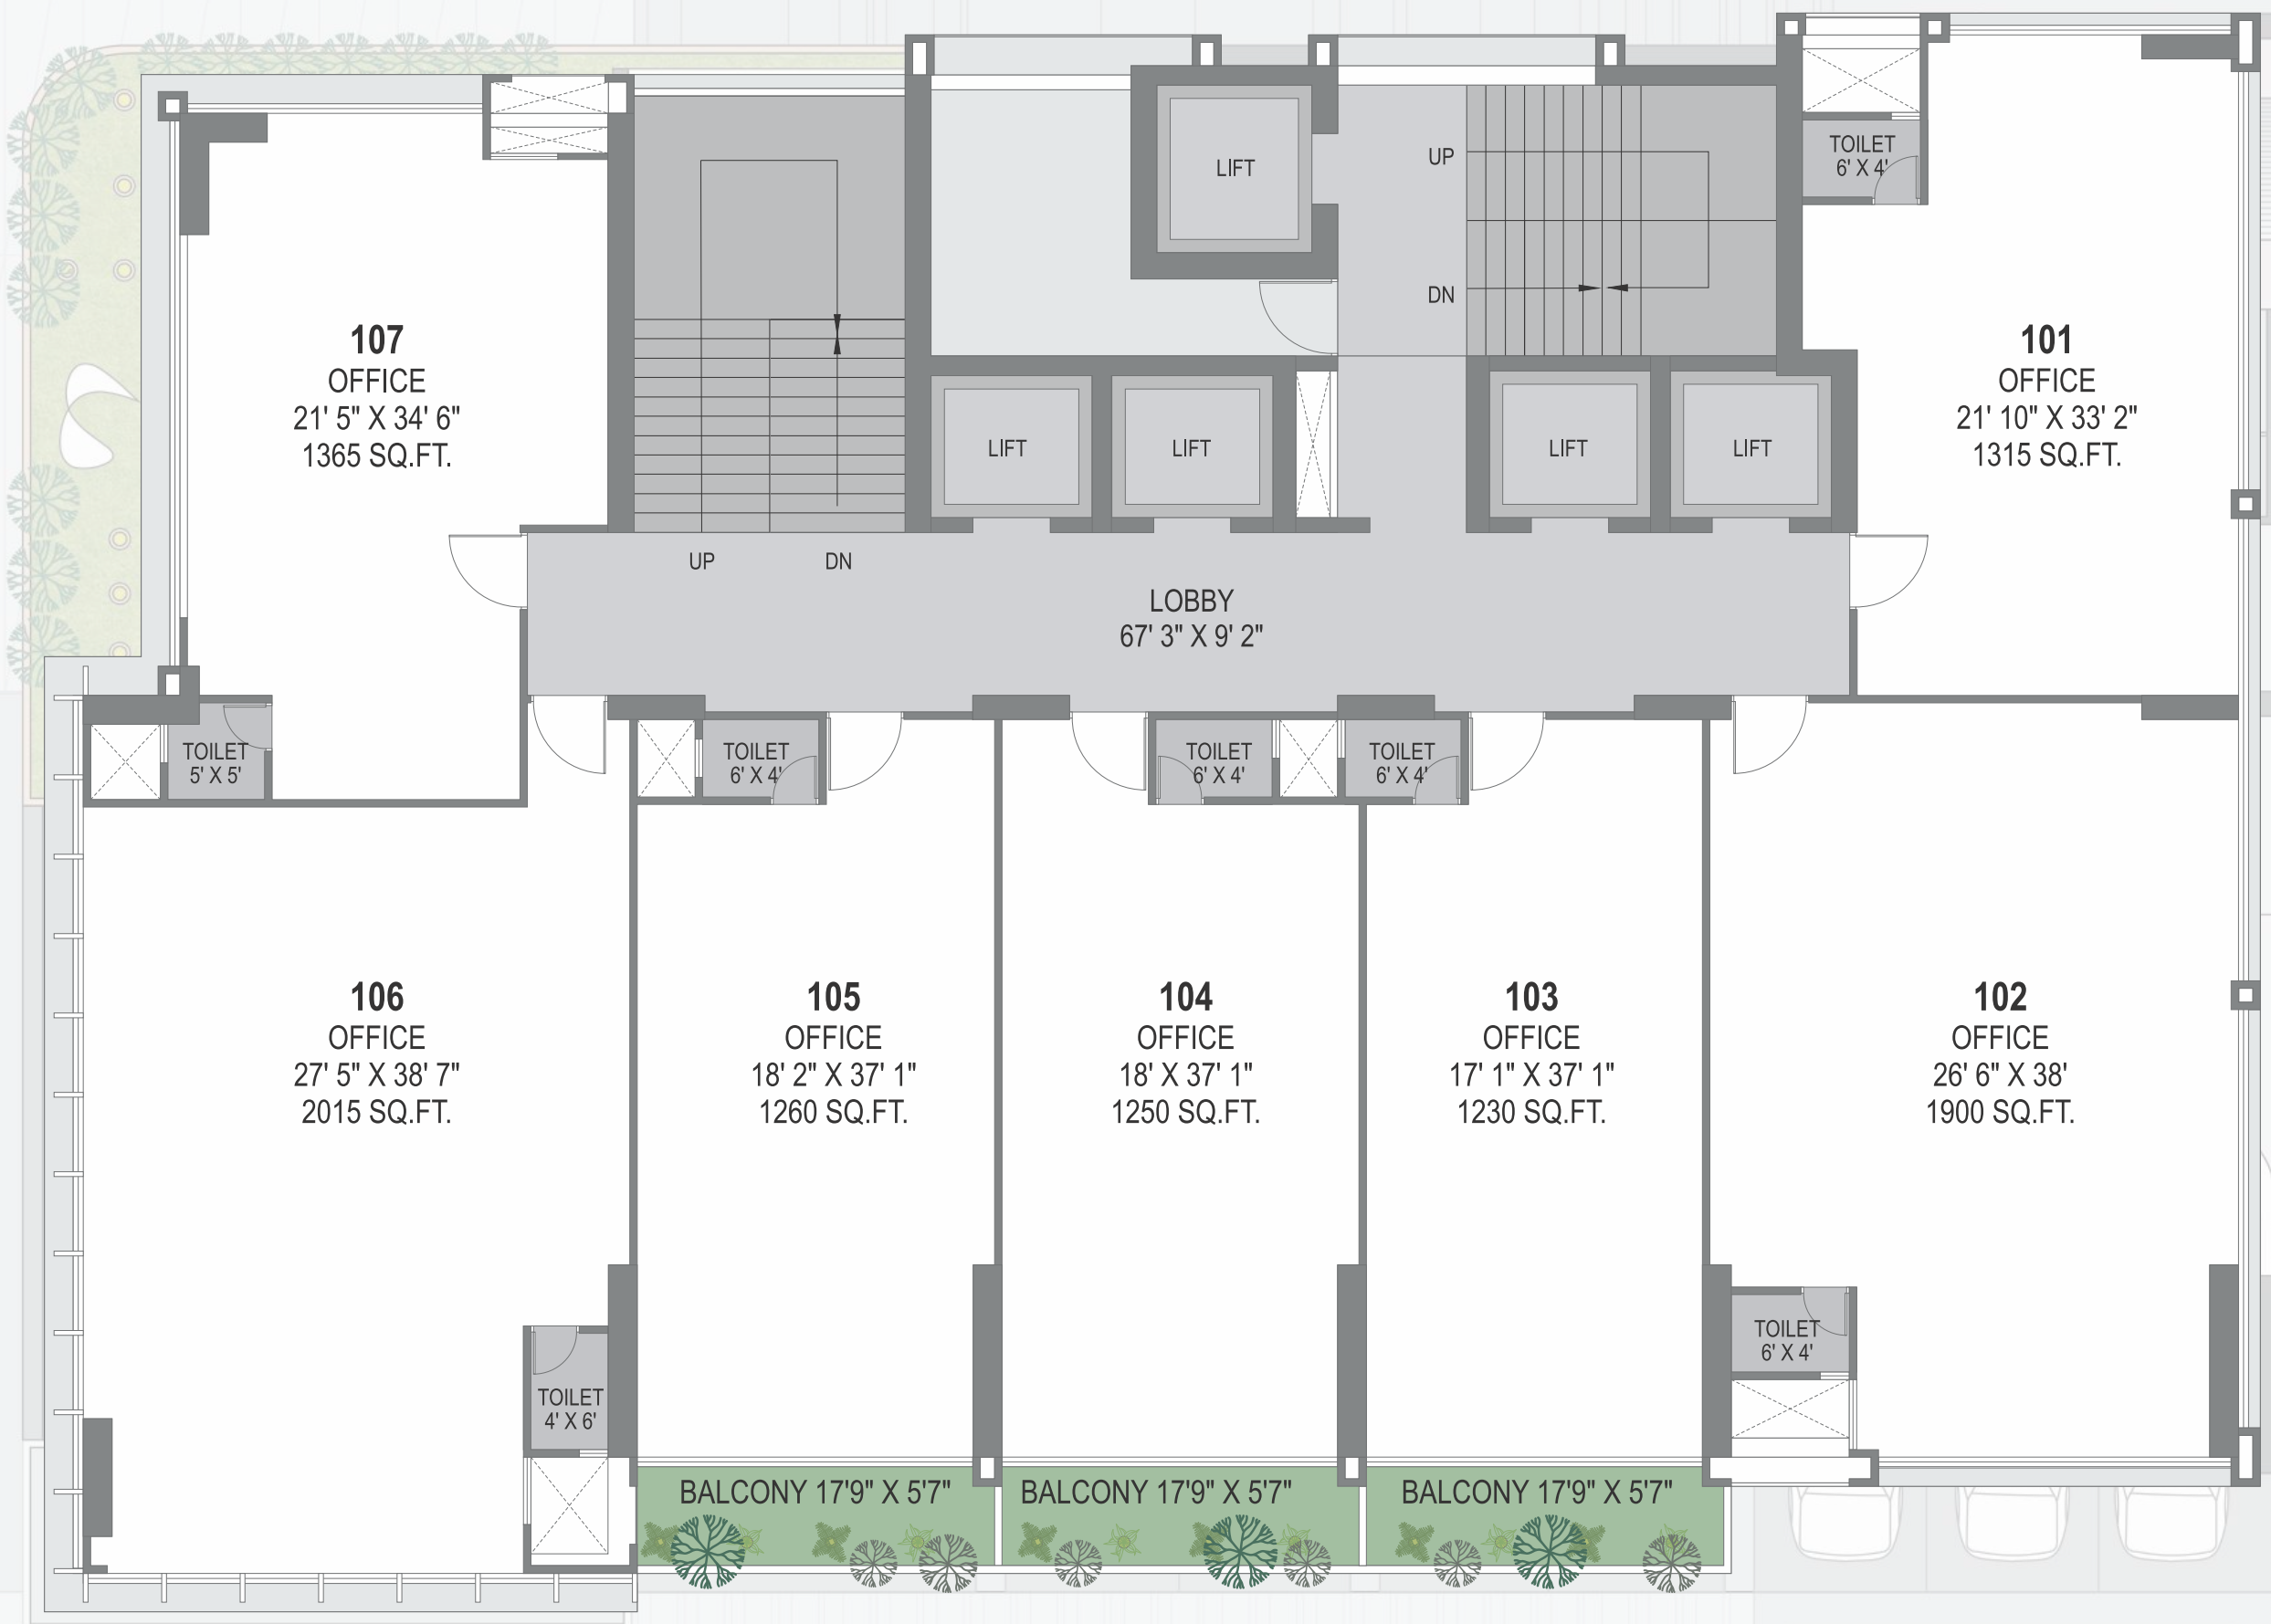 LIFT
UP
DN
TOILET
6' X 4'
107
OFFICE
21' 5" X 34' 6"
1365 SQ.FT.
101
OFFICE
21' 10" X 33' 2"
1315 SQ.FT.
LIFT
LIFT
LIFT
LIFT
UP
DN
LOBBY
67' 3" X 9' 2"
TOILET
5' X 5'
TOILET
6' X 4'
TOILET
6' X 4'
TOILET
6' X 4'
106
OFFICE
27' 5" X 38' 7"
2015 SQ.FT.
105
OFFICE
18' 2" X 37' 1"
1260 SQ.FT.
104
OFFICE
18' X 37' 1"
1250 SQ.FT.
103
OFFICE
17' 1" X 37' 1"
1230 SQ.FT.
102
OFFICE
26' 6" X 38'
1900 SQ.FT.
TOILET
6' X 4'
TOILET
4' X 6'
BALCONY 17'9" X 5'7"
BALCONY 17'9" X 5'7"
BALCONY 17'9" X 5'7"